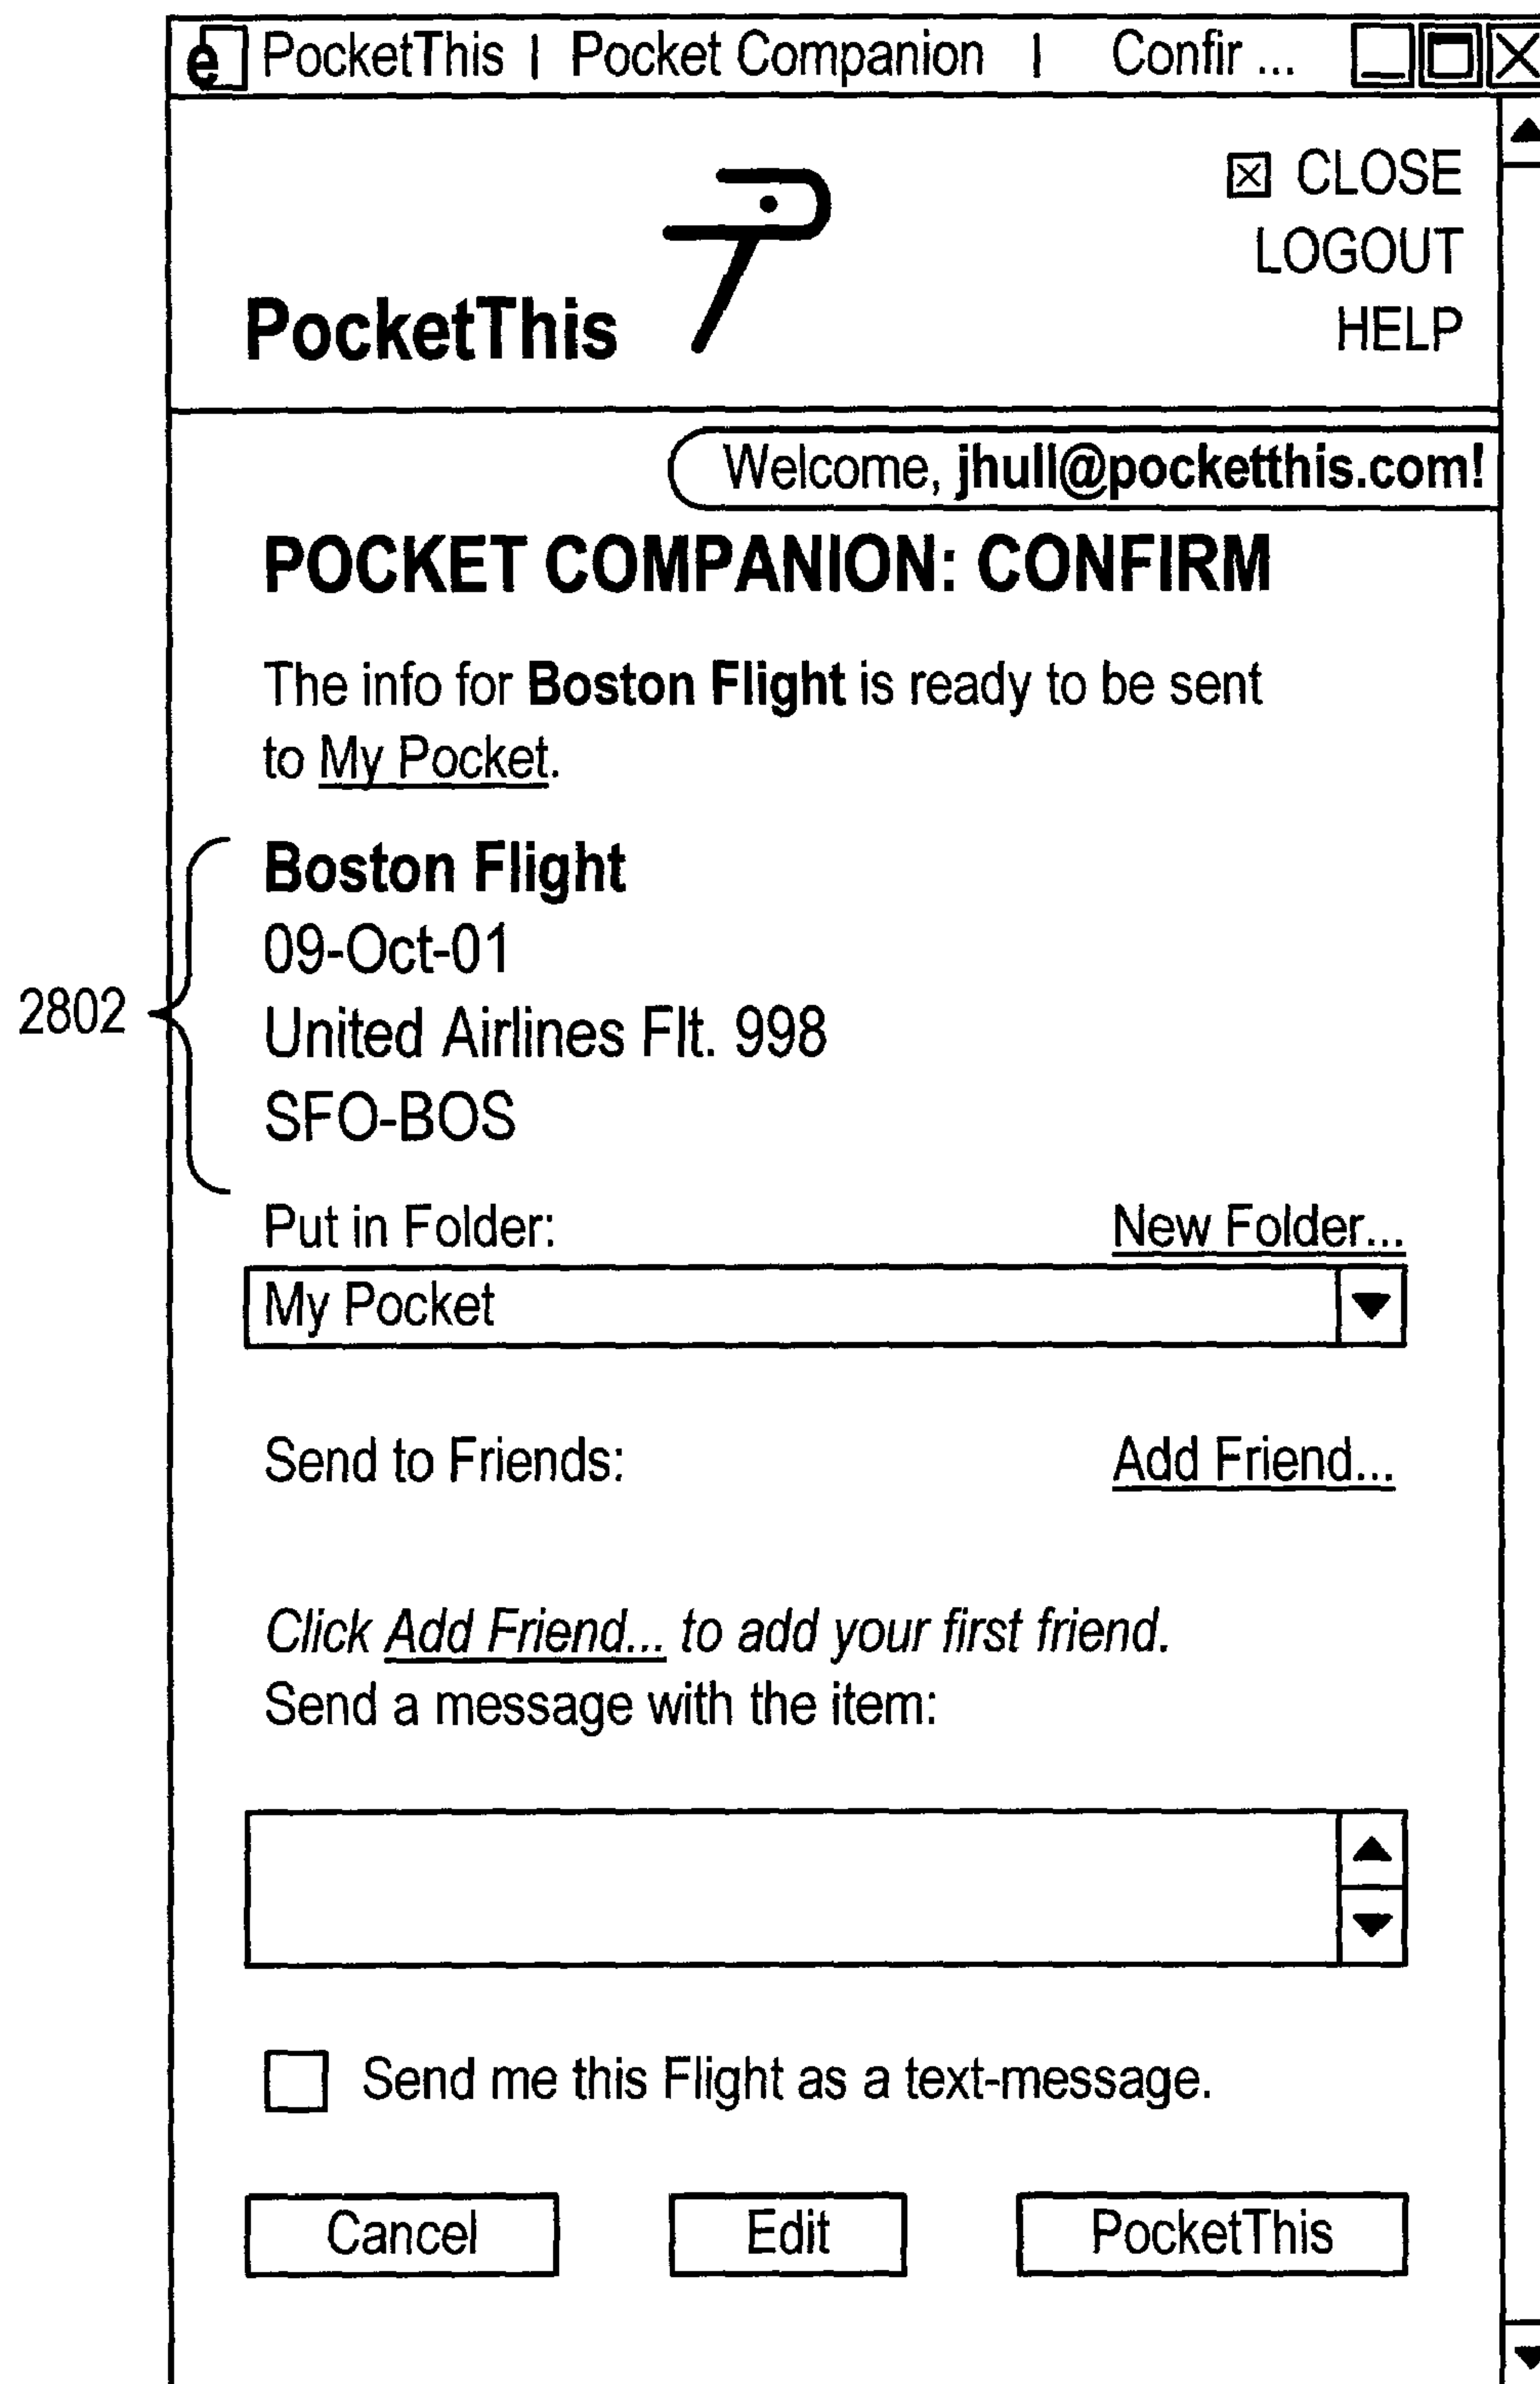 PocketThis | Pocket Companion | Confir ...
CLOSE
LOGOUT
HELP
PocketThis
Welcome, jhull@pocketthis.com!
POCKET COMPANION: CONFIRM
The info for Boston Flight is ready to be sent
to My Pocket.
Boston Flight
09-Oct-01
2802
United Airlines Flt. 998
SFO-BOS
Put in Folder: New Folder...
My Pocket
Send to Friends: Add Friend...
Click Add Friend... to add your first friend.
Send a message with the item:
Send me this Flight as a text-message.
Cancel Edit PocketThis